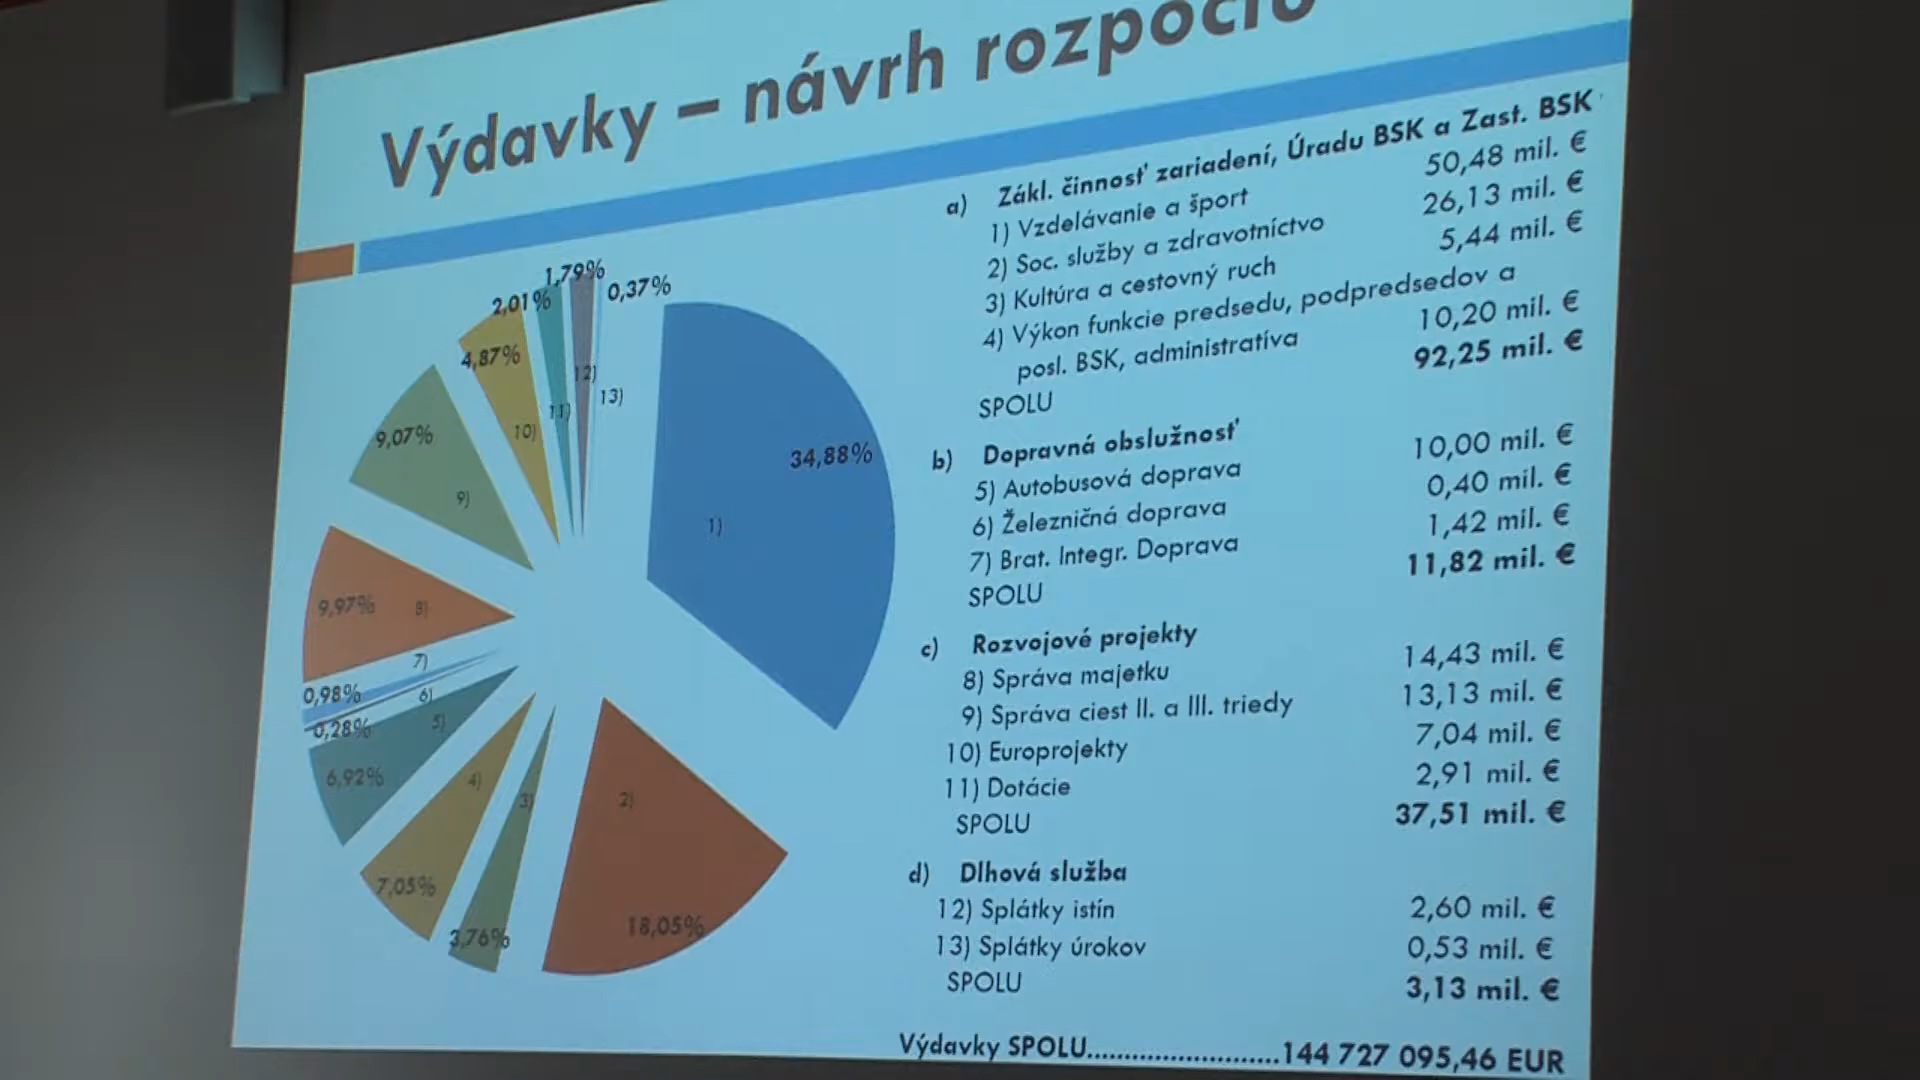 Výdavky – návrh rozpočtu
1,79%
2,01%
0,37%
4,87%
12)
13)
11)
10)
9,07%
9)
34,88%
1)
9,97%
8)
7)
0,98%
6)
0,28%
5)
6,92%
4)
3)
2)
7,05%
3,76%
18,05%
a) Zákl. činnosť zariadení, Úradu BSK a Zast. BSK
1) Vzdelávanie a šport 50,48 mil. €
2) Soc. služby a zdravotníctvo 26,13 mil. €
3) Kultúra a cestovný ruch 5,44 mil. €
4) Výkon funkcie predsedu, podpredsedov a
posl. BSK, administratíva 10,20 mil. €
SPOLU 92,25 mil. €
b) Dopravná obslužnosť
5) Autobusová doprava 10,00 mil. €
6) Železničná doprava 0,40 mil. €
7) Brat. Integr. Doprava 1,42 mil. €
SPOLU 11,82 mil. €
c) Rozvojové projekty
8) Správa majetku 14,43 mil. €
9) Správa ciest II. a III. triedy 13,13 mil. €
10) Europrojekty 7,04 mil. €
11) Dotácie 2,91 mil. €
SPOLU 37,51 mil. €
d) Dlhová služba
12) Splátky istín 2,60 mil. €
13) Splátky úrokov 0,53 mil. €
SPOLU 3,13 mil. €
Výdavky SPOLU..........................144 727 095,46 EUR